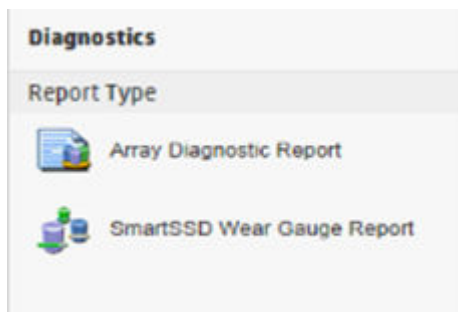 Diagnostics
Report Type
Array Diagnostic Report
SmartSSD Wear Gauge Report